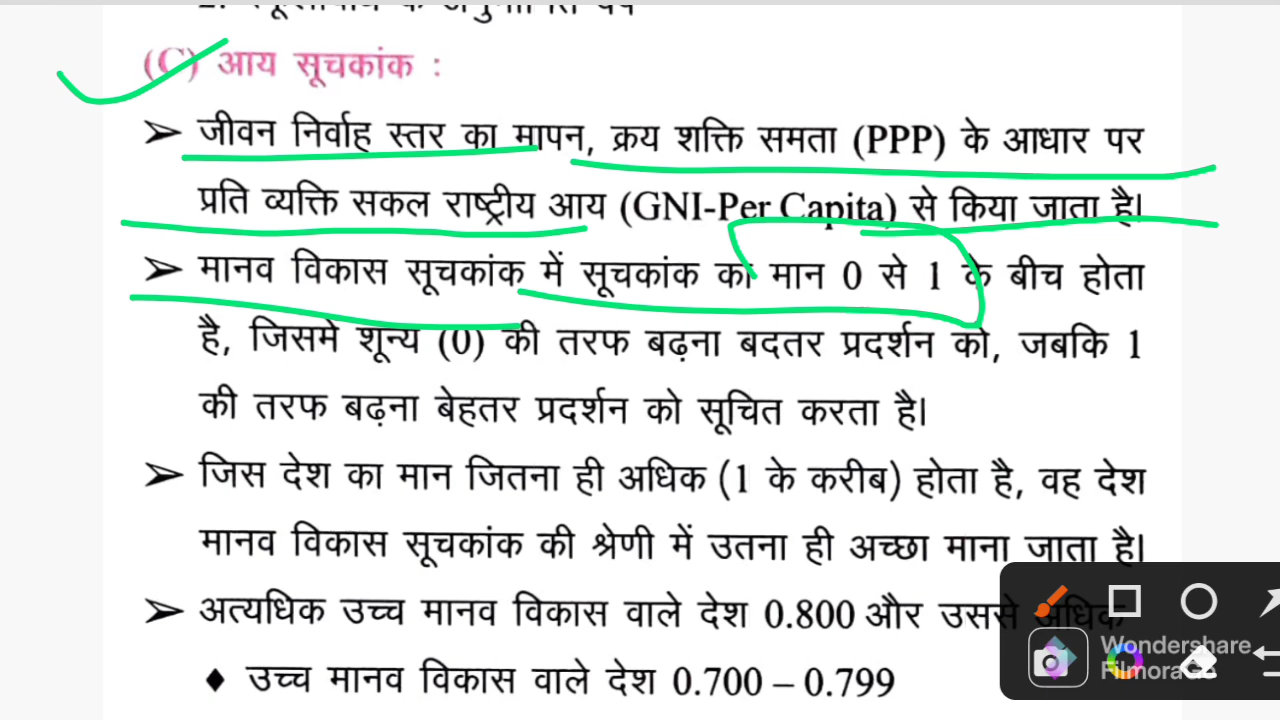 (C) आय सूचकांक :
➢ जीवन निर्वाह स्तर का मापन, क्रय शक्ति समता (PPP) के आधार पर
प्रति व्यक्ति सकल राष्ट्रीय आय (GNI-Per Capita) से किया जाता है।
➢ मानव विकास सूचकांक में सूचकांक का मान 0 से 1 के बीच होता
है, जिसमे शून्य (0) की तरफ बढ़ना बदतर प्रदर्शन को, जबकि 1
की तरफ बढ़ना बेहतर प्रदर्शन को सूचित करता है।
➢ जिस देश का मान जितना ही अधिक (1 के करीब) होता है, वह देश
मानव विकास सूचकांक की श्रेणी में उतना ही अच्छा माना जाता है।
➢ अत्यधिक उच्च मानव विकास वाले देश 0.800 और उससे अधिक
♦ उच्च मानव विकास वाले देश 0.700 – 0.799
Wondershare